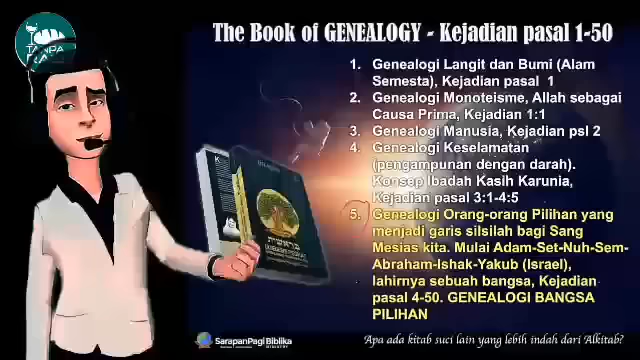 TANPA RAGI
The Book of GENEALOGY - Kejadian pasal 1-50
1. Genealogi Langit dan Bumi (Alam
Semesta), Kejadian pasal 1
2. Genealogi Monoteisme, Allah sebagai
Causa Prima, Kejadian 1:1
3. Genealogi Manusia, Kejadian psl 2
4. Genealogi Keselamatan
(pengampunan dengan darah).
Konsep Ibadah Kasih Karunia,
Kejadian pasal 3:1-4:5
5. Genealogi Orang-orang Pilihan yang
menjadi garis silsilah bagi Sang
Mesias kita. Mulai Adam-Set-Nuh-Sem-
Abraham-Ishak-Yakub (Israel),
lahirnya sebuah bangsa, Kejadian
pasal 4-50. GENEALOGI BANGSA
PILIHAN
בראשית
SarapanPagi Biblika
MINISTRY
Apa ada kitab suci lain yang lebih indah dari Alkitab?